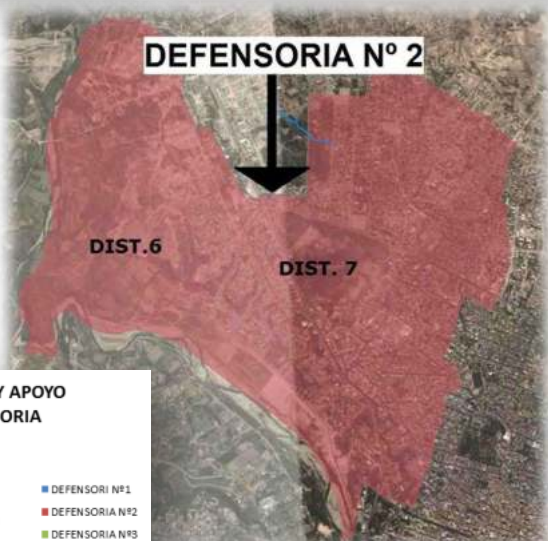 DEFENSORIA Nº 2
DIST.6
DIST. 7
Y APOYO
ORIA
DEFENSORI Nº1
DEFENSORIA Nº2
DEFENSORIA Nº3